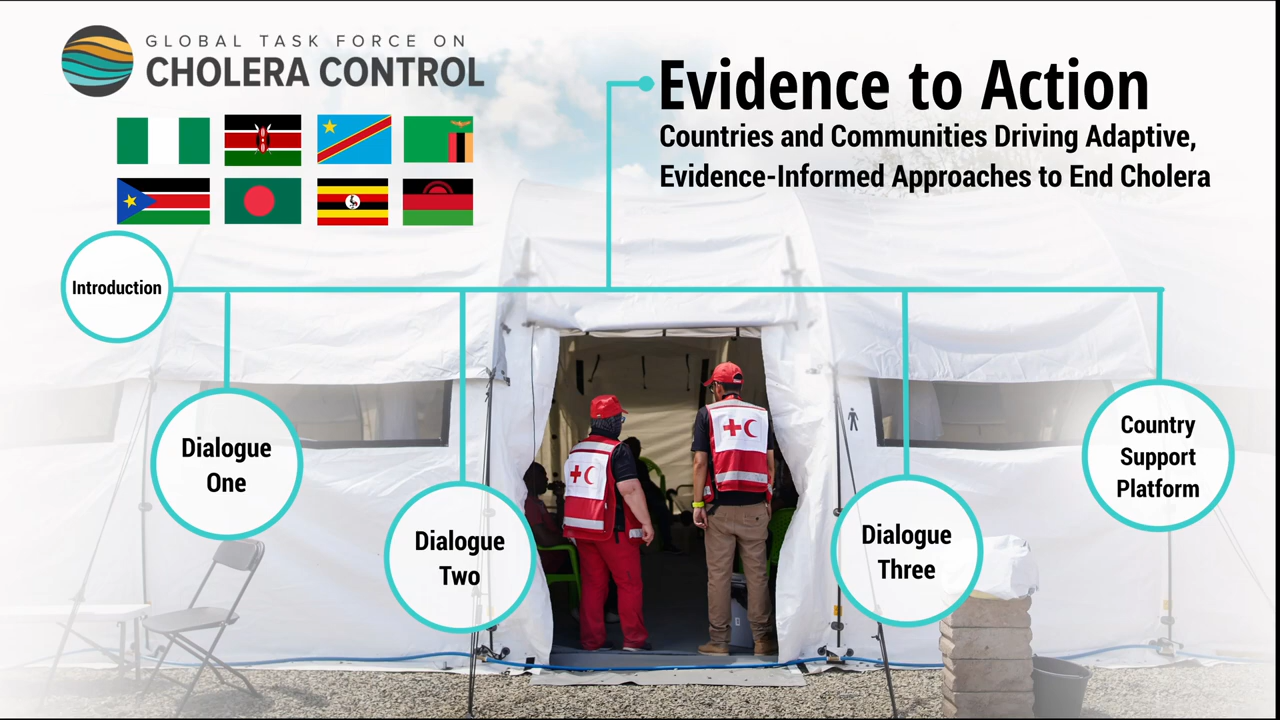 GLOBAL TASK FORCE ON
CHOLERA CONTROL
Evidence to Action
Countries and Communities Driving Adaptive,
Evidence-Informed Approaches to End Cholera
Introduction
Dialogue
One
Dialogue
Two
Dialogue
Three
Country
Support
Platform